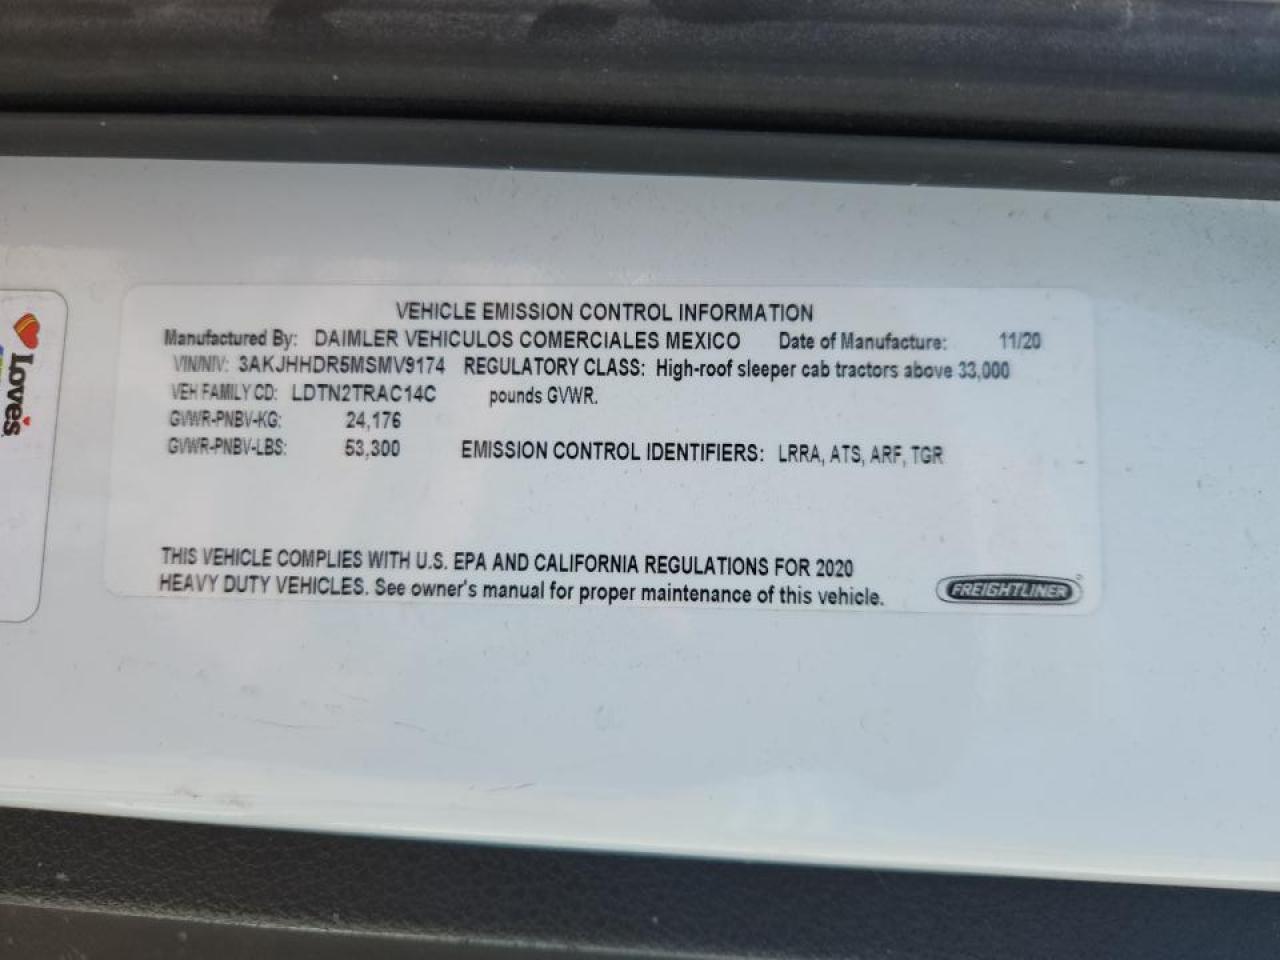 VEHICLE EMISSION CONTROL INFORMATION
Manufactured By: DAIMLER VEHICULOS COMERCIALES MEXICO Date of Manufacture: 11/20
VIN/NIV: 3AKJHHDR5MSMV9174 REGULATORY CLASS: High-roof sleeper cab tractors above 33,000
VEH FAMILY CD: LDTN2TRAC14C pounds GVWR.
GVWR-PNBV-KG: 24,176
GVWR-PNBV-LBS: 53,300 EMISSION CONTROL IDENTIFIERS: LRRA, ATS, ARF, TGR
THIS VEHICLE COMPLIES WITH U.S. EPA AND CALIFORNIA REGULATIONS FOR 2020
HEAVY DUTY VEHICLES. See owner's manual for proper maintenance of this vehicle.
FREIGHTLINER
Love's